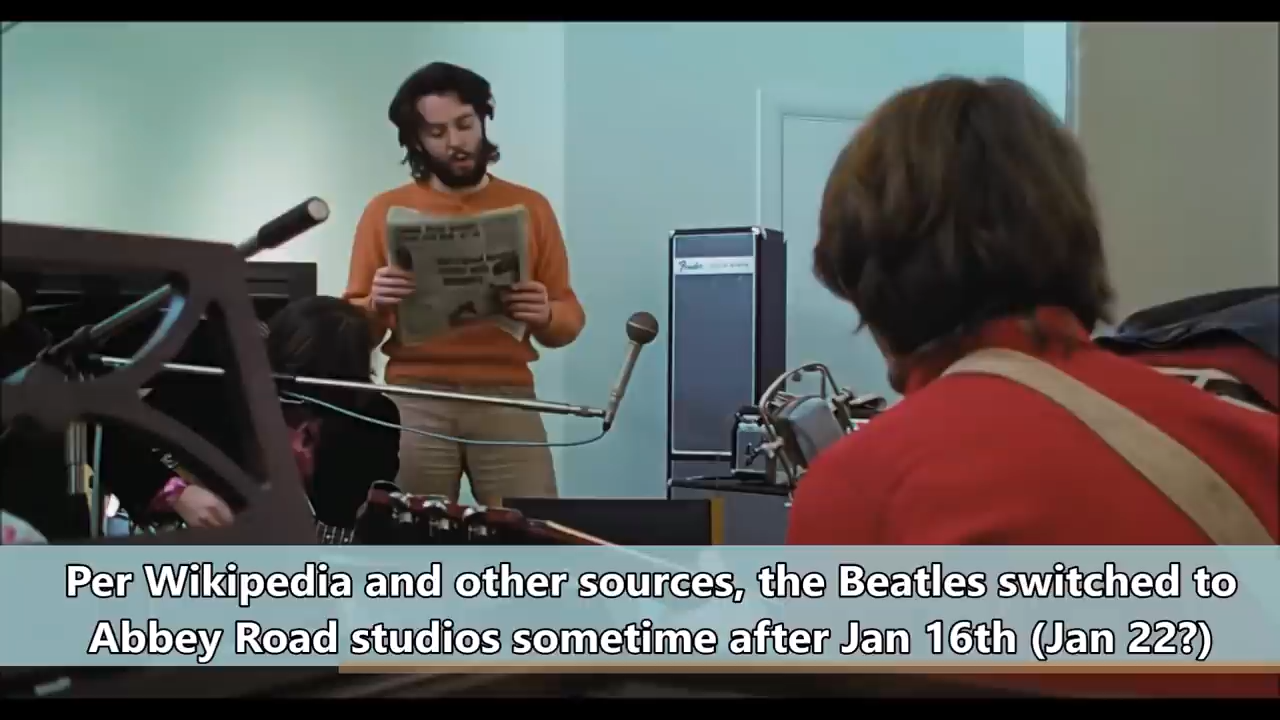 Fender
Per Wikipedia and other sources, the Beatles switched to
Abbey Road studios sometime after Jan 16th (Jan 22?)